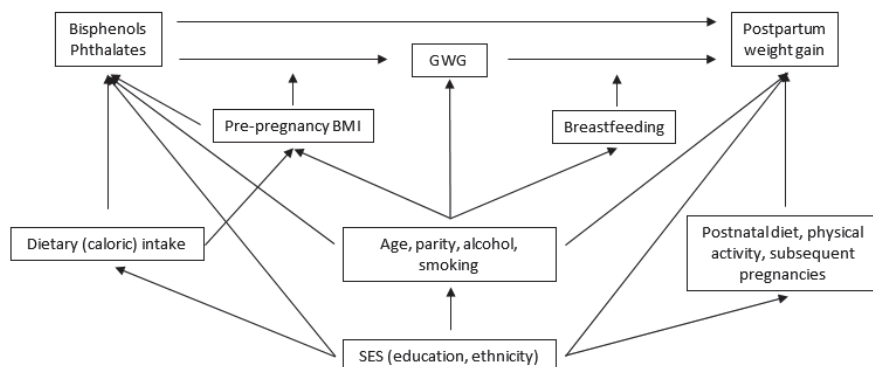 Bisphenols
Phthalates
Postpartum
weight gain
GWG
Pre-pregnancy BMI
Breastfeeding
Dietary (caloric) intake
Age, parity, alcohol,
smoking
Postnatal diet, physical
activity, subsequent
pregnancies
SES (education, ethnicity)